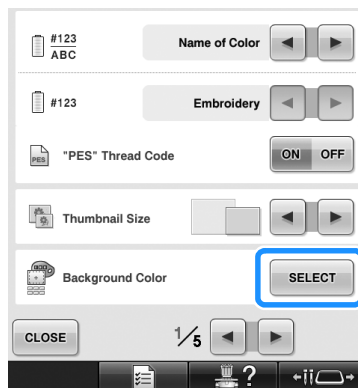 #123
ABC
Name of Color
#123
Embroidery
PES
"PES" Thread Code
ON OFF
Thumbnail Size
Background Color
SELECT
CLOSE
1/5
?